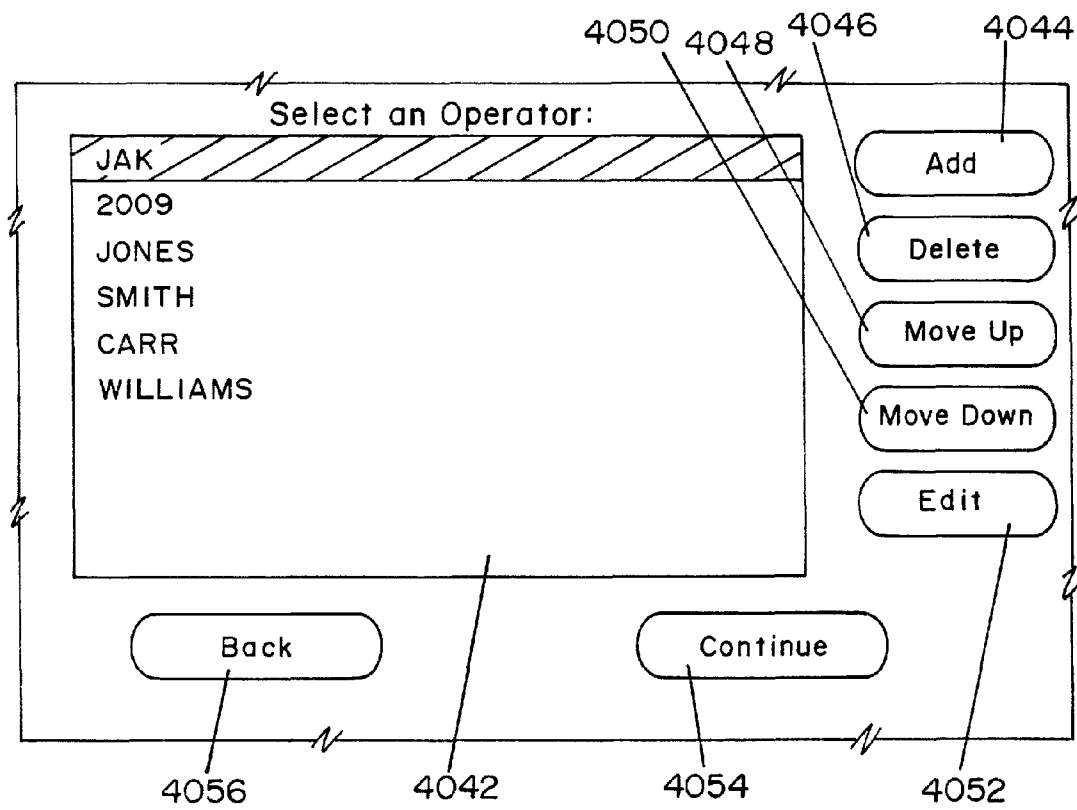 4050 4048 4046 4044
Select an Operator:
JAK
2009
JONES
SMITH
CARR
WILLIAMS
Add
Delete
Move Up
Move Down
Edit
Back Continue
4056 4042 4054 4052